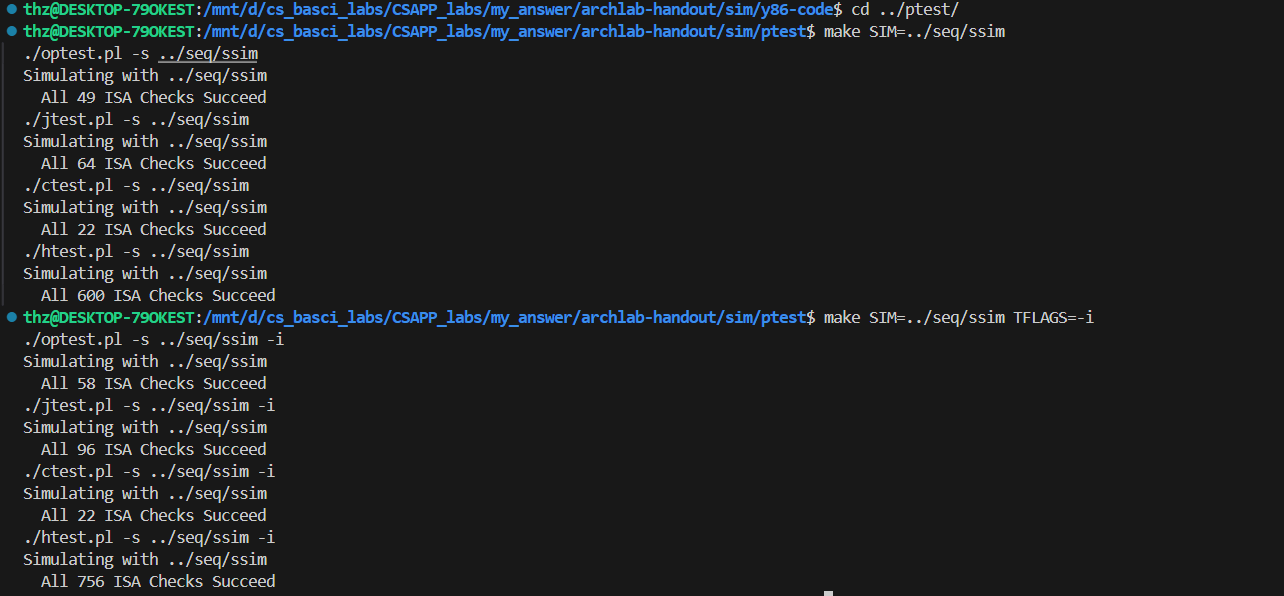 thz@DESKTOP-79OKEST:/mnt/d/cs_basci_labs/CSAPP_labs/my_answer/archlab-handout/sim/y86-code$ cd ../ptest/
thz@DESKTOP-79OKEST:/mnt/d/cs_basci_labs/CSAPP_labs/my_answer/archlab-handout/sim/ptest$ make SIM=../seq/ssim
./optest.pl -s ../seq/ssim
Simulating with ../seq/ssim
  All 49 ISA Checks Succeed
./jtest.pl -s ../seq/ssim
Simulating with ../seq/ssim
  All 64 ISA Checks Succeed
./ctest.pl -s ../seq/ssim
Simulating with ../seq/ssim
  All 22 ISA Checks Succeed
./htest.pl -s ../seq/ssim
Simulating with ../seq/ssim
  All 600 ISA Checks Succeed
thz@DESKTOP-79OKEST:/mnt/d/cs_basci_labs/CSAPP_labs/my_answer/archlab-handout/sim/ptest$ make SIM=../seq/ssim TFLAGS=-i
./optest.pl -s ../seq/ssim -i
Simulating with ../seq/ssim
  All 58 ISA Checks Succeed
./jtest.pl -s ../seq/ssim -i
Simulating with ../seq/ssim
  All 96 ISA Checks Succeed
./ctest.pl -s ../seq/ssim -i
Simulating with ../seq/ssim
  All 22 ISA Checks Succeed
./htest.pl -s ../seq/ssim -i
Simulating with ../seq/ssim
  All 756 ISA Checks Succeed